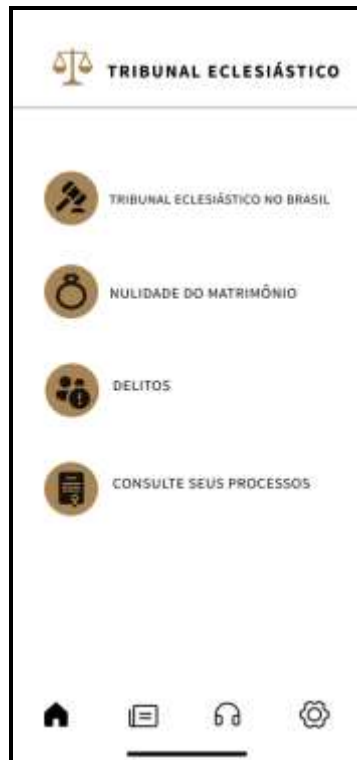 TRIBUNAL ECLESIÁSTICO
TRIBUNAL ECLESIÁSTICO NO BRASIL
NULIDADE DO MATRIMÔNIO
DELITOS
CONSULTE SEUS PROCESSOS